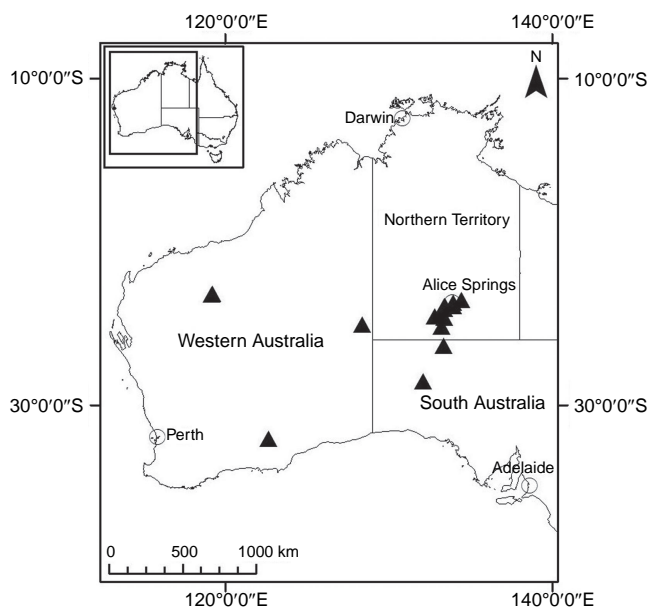 120°0′0″E 140°0′0″E
10°0′0″S 10°0′0″S
N
Darwin
Northern Territory
Alice Springs
Western Australia
30°0′0″S South Australia 30°0′0″S
Perth
Adelaide
0 500 1000 km
120°0′0″E 140°0′0″E